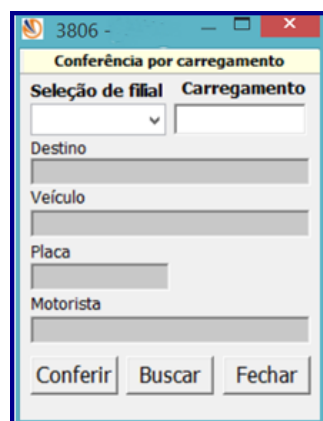 3806 -
Conferência por carregamento
Seleção de filial Carregamento
Destino
Veículo
Placa
Motorista
Conferir Buscar Fechar